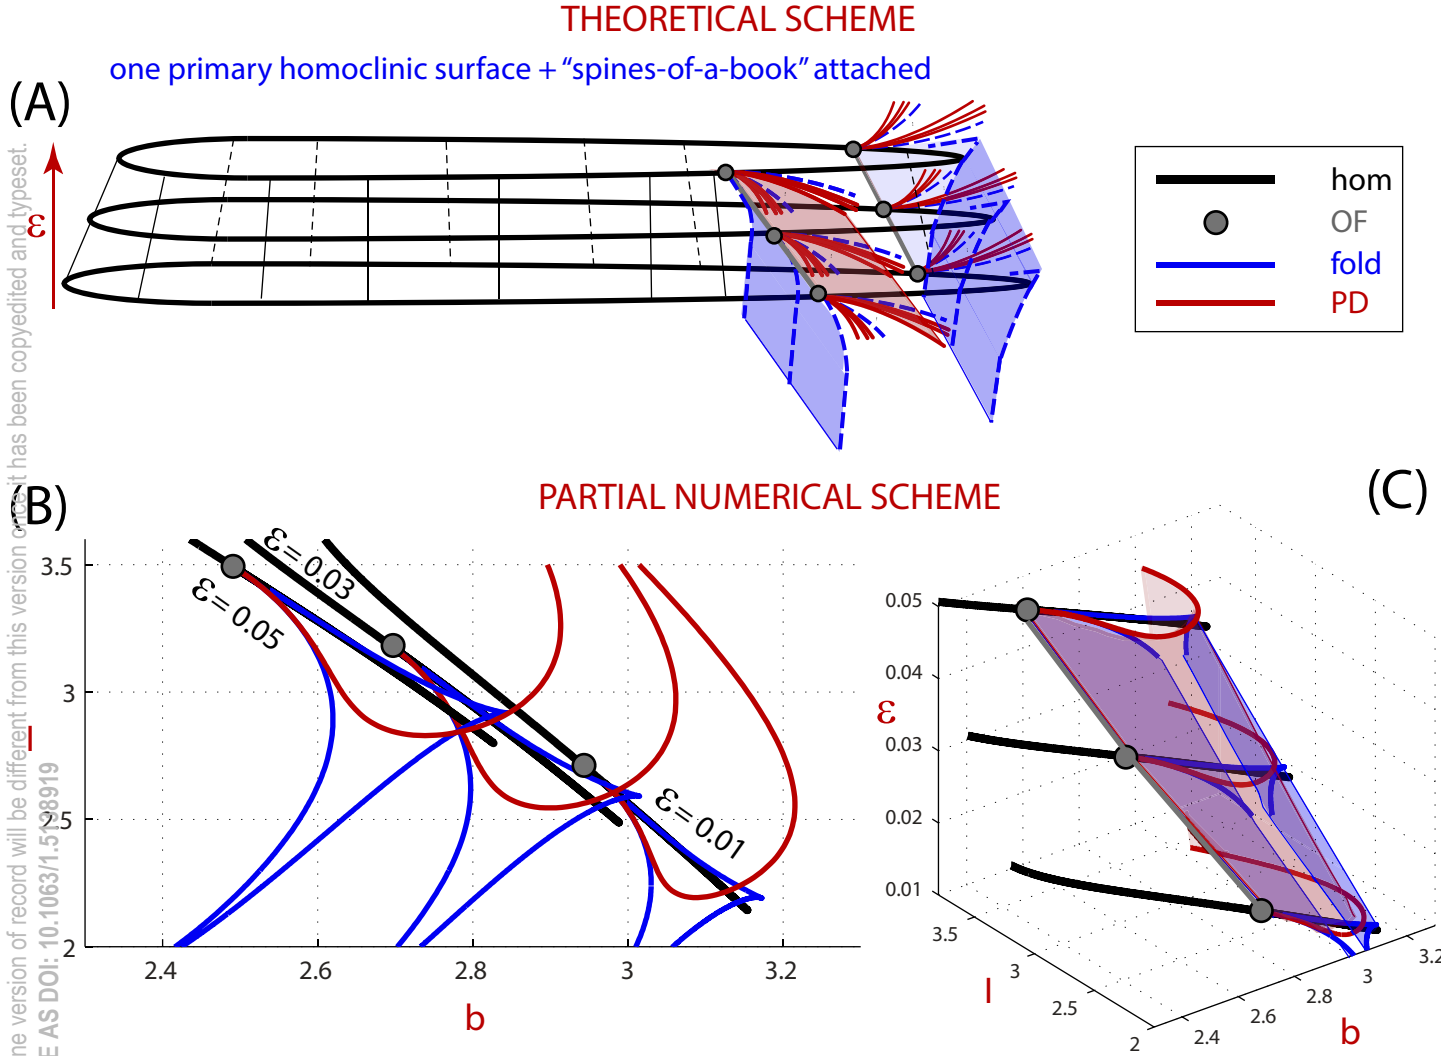 THEORETICAL SCHEME
one primary homoclinic surface + “spines-of-a-book” attached
(A)
ε
hom
OF
fold
PD
PARTIAL NUMERICAL SCHEME
(B)
ε = 0.03
ε = 0.05
ε = 0.01
3.5
3
2.5
2
I
2.4
2.6
2.8
3
3.2
b
(C)
0.05
0.04
0.03
0.02
0.01
ε
3.5
3
2.5
2
I
2.4
2.6
2.8
3
3.2
b
ne version of record will be different from this version once it has been copyedited and typeset.
E AS DOI: 10.1063/1.5138919